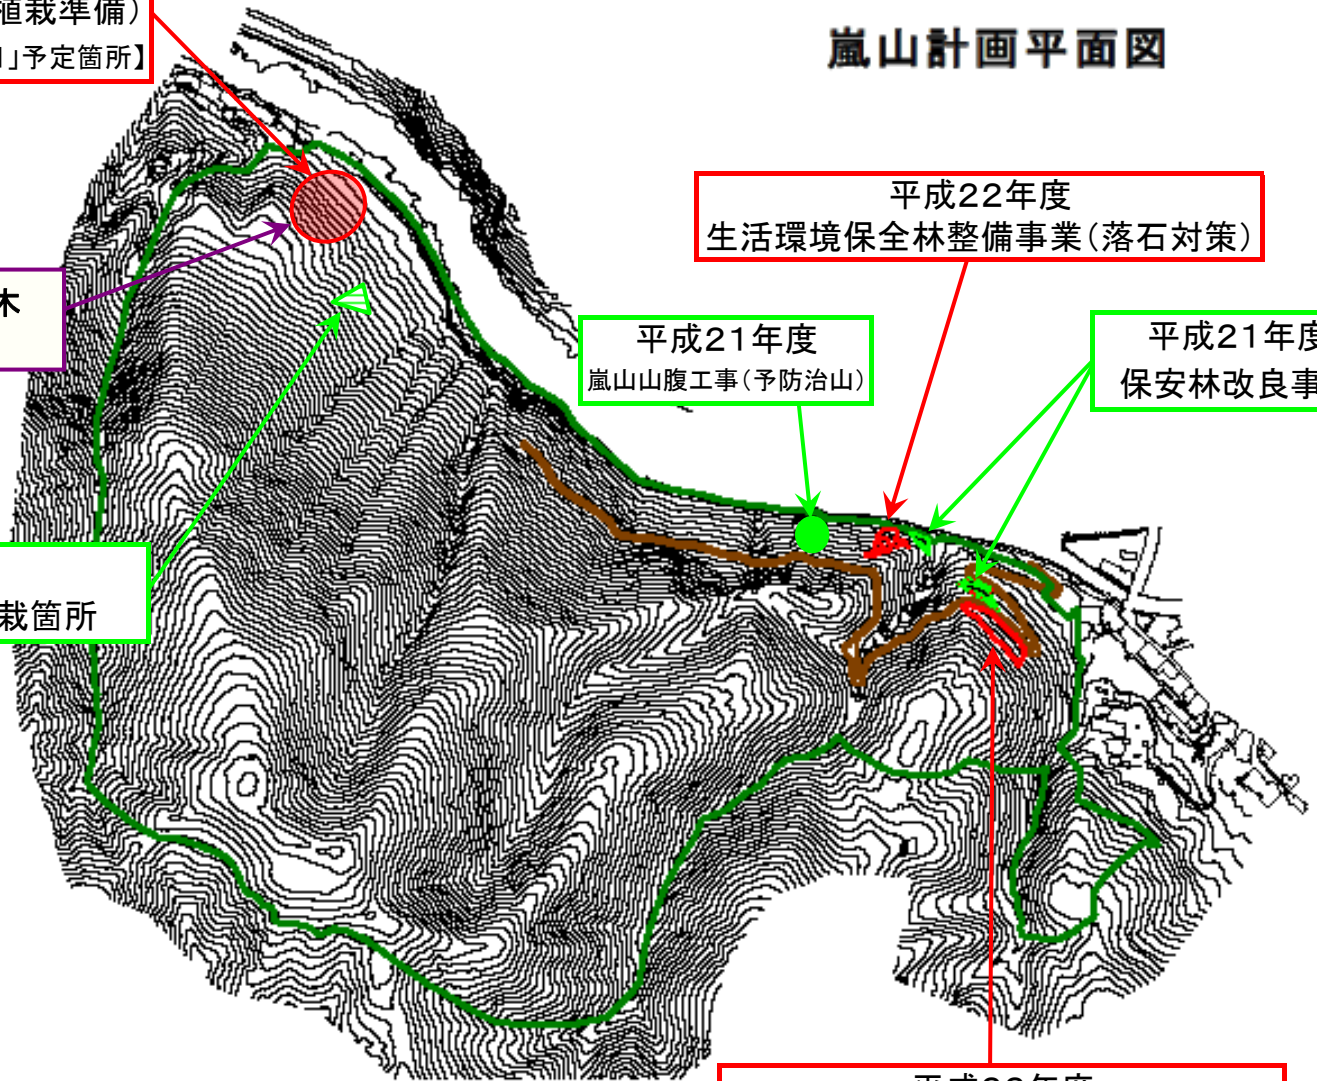 植栽準備）
」予定箇所】
嵐山計画平面図
平成22年度
生活環境保全林整備事業（落石対策）
木
平成21年度
嵐山山腹工事（予防治山）
平成21年度
保安林改良事
栽箇所